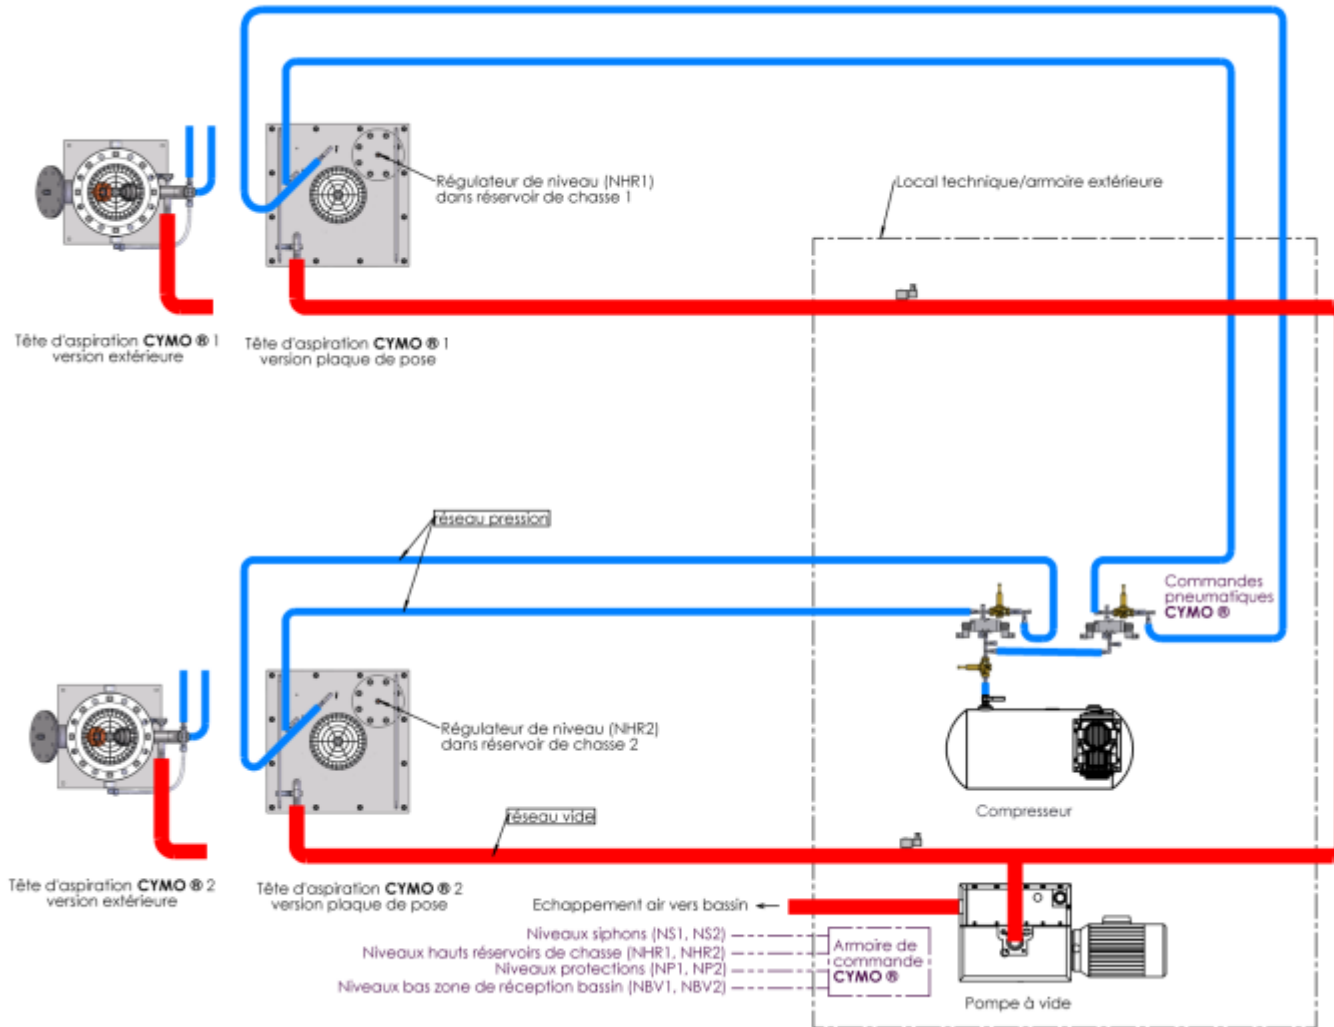 Régulateur de niveau (NHR1)
dans réservoir de chasse 1
Local technique/armoire extérieure
Tête d'aspiration CYMO ® 1
version extérieure
Tête d'aspiration CYMO ® 1
version plaque de pose
réseau pression
Commandes
pneumatiques
CYMO ®
Régulateur de niveau (NHR2)
dans réservoir de chasse 2
Compresseur
réseau vide
Tête d'aspiration CYMO ® 2
version extérieure
Tête d'aspiration CYMO ® 2
version plaque de pose
Echappement air vers bassin
Niveaux siphons (NS1, NS2)
Niveaux hauts réservoirs de chasse (NHR1, NHR2)
Niveaux protections (NP1, NP2)
Niveaux bas zone de réception bassin (NBV1, NBV2)
Armoire de
commande
CYMO ®
Pompe à vide